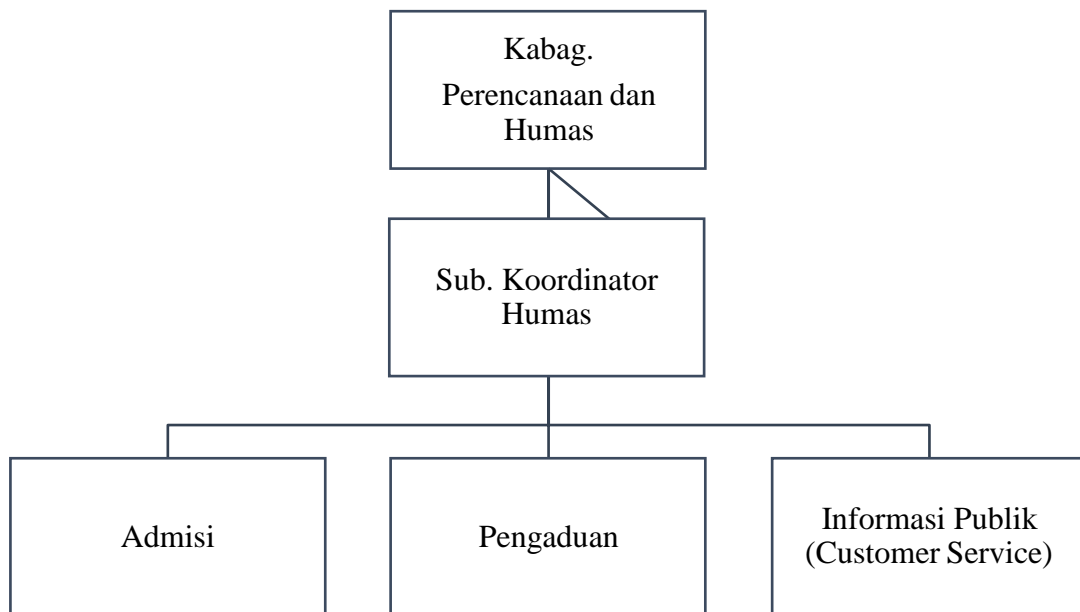 Kabag.
Perencanaan dan
Humas
Sub. Koordinator
Humas
Admisi
Pengaduan
Informasi Publik
(Customer Service)